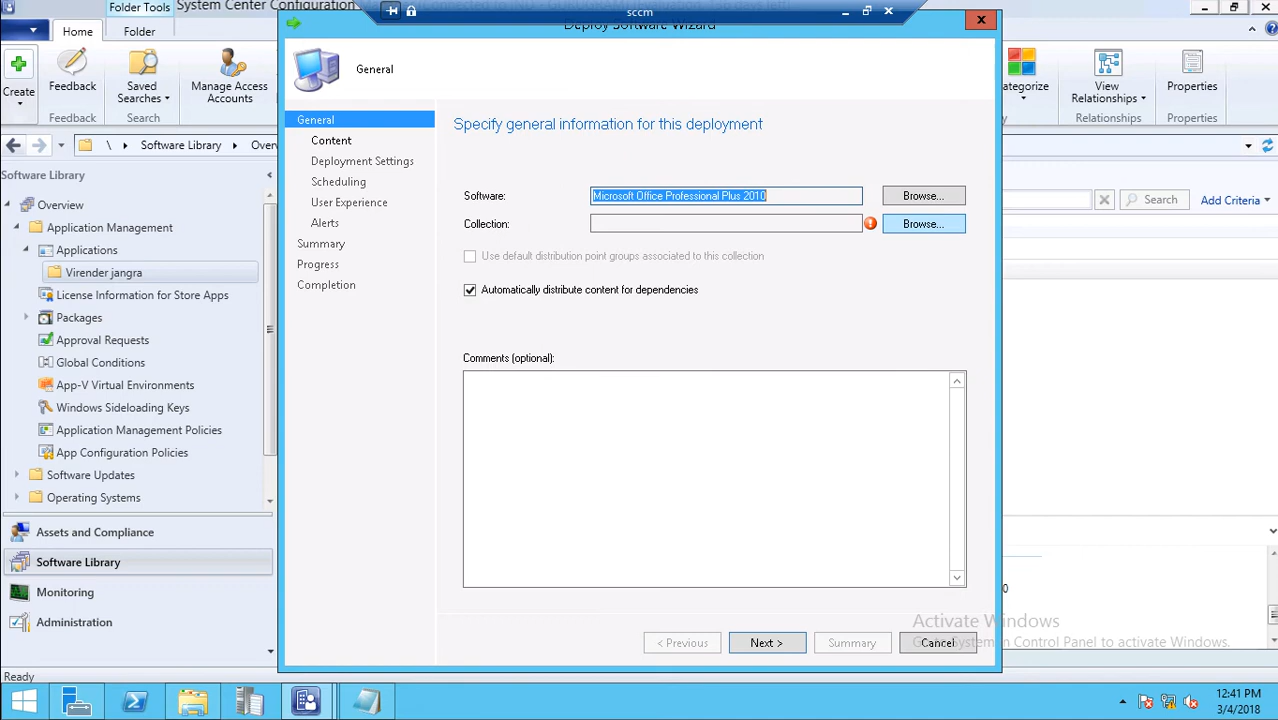 Folder Tools
System Center Configuration
sccm
Deploy Software Wizard
Home
Folder
Create
Feedback
Saved Searches
Manage Access Accounts
ategorize
View Relationships
Properties
Feedback
Search
Relationships
Properties
\ Software Library Overv
Search
Add Criteria
Software Library
Overview
Application Management
Applications
Virender jangra
License Information for Store Apps
Packages
Approval Requests
Global Conditions
App-V Virtual Environments
Windows Sideloading Keys
Application Management Policies
App Configuration Policies
Software Updates
Operating Systems
Assets and Compliance
Software Library
Monitoring
Administration
Ready
General
General
Content
Deployment Settings
Scheduling
User Experience
Alerts
Summary
Progress
Completion
Specify general information for this deployment
Software: Microsoft Office Professional Plus 2010 Browse...
Collection: Browse...
Use default distribution point groups associated to this collection
Automatically distribute content for dependencies
Comments (optional):
0
Activate Windows
Go to System in Control Panel to activate Windows.
< Previous
Next >
Summary
Cancel
12:41 PM
3/4/2018